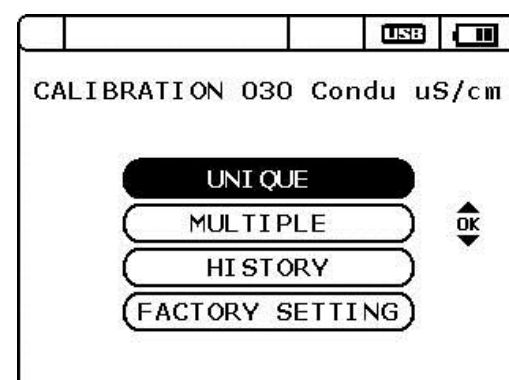 USB
CALIBRATION 030 Condu uS/cm
UNIQUE
MULTIPLE
OK
HISTORY
FACTORY SETTING